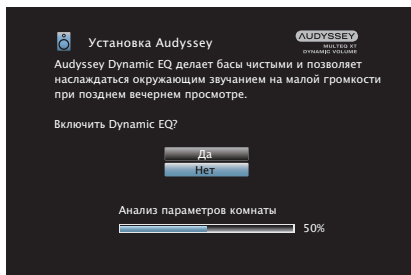 Установка Audyssey
AUDYSSEY
MULTEQ XT
DYNAMIC VOLUME
Audyssey Dynamic EQ делает басы чистыми и позволяет
наслаждаться окружающим звучанием на малой громкости
при позднем вечернем просмотре.
Включить Dynamic EQ?
Да
Нет
Анализ параметров комнаты
50%